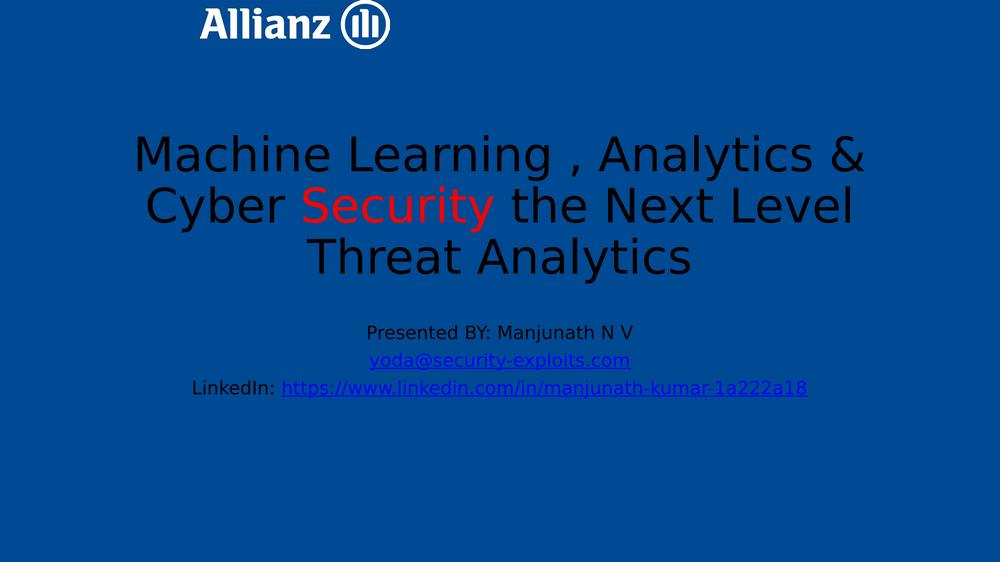 Allianz
Machine Learning , Analytics &
Cyber Security the Next Level
Threat Analytics
Presented BY: Manjunath N V
yoda@security-exploits.com
LinkedIn: https://www.linkedin.com/in/manjunath-kumar-1a222a18